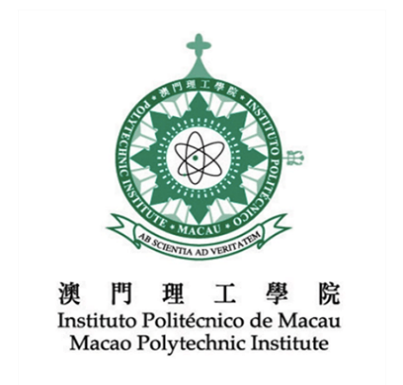 澳門理工學院 • INSTITUTO POLITÉCNICO • MACAU • POLYTECHNIC INSTITUTE •
AB SCIENTIA AD VERITATEM
澳門理工學院
Instituto Politécnico de Macau
Macao Polytechnic Institute